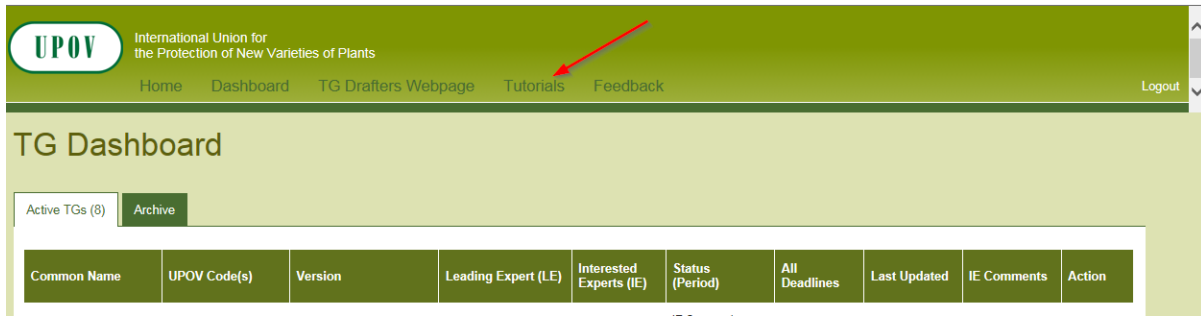 UPOV
International Union for
the Protection of New Varieties of Plants
Home Dashboard TG Drafters Webpage Tutorials Feedback
Logout
TG Dashboard
Active TGs (8) Archive
Common Name UPOV Code(s) Version Leading Expert (LE) Interested Experts (IE) Status (Period) All Deadlines Last Updated IE Comments Action